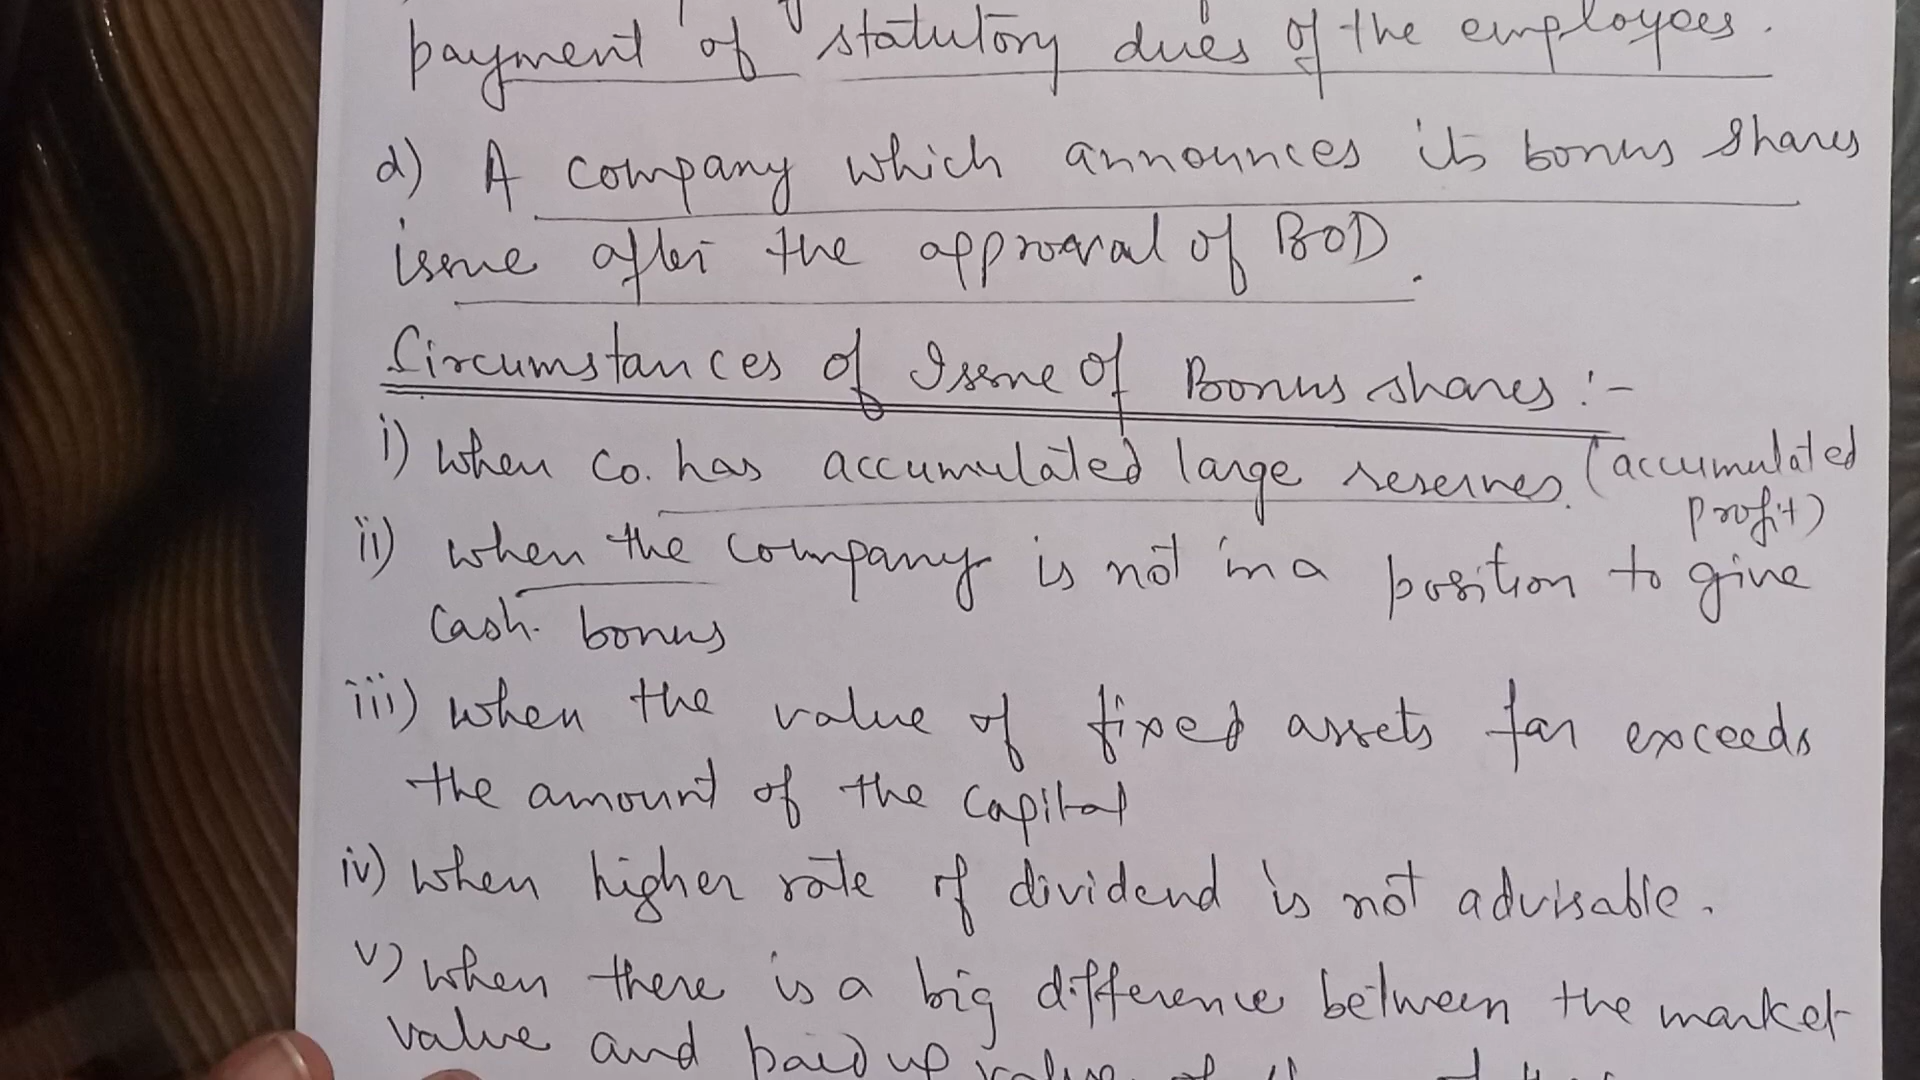 payment of statutory dues of the employees.
d) A company which announces its bonus shares
issue after the approval of BOD.
Circumstances of Issue Of Bonus shares :-
i) when co. has accumulated large reserves. (accumulated
profit)
ii) when the company is not in a position to give
cash bonus
iii) when the value of fixed assets far exceeds
the amount of the capital
iv) when higher rate of dividend is not advisable.
v) when there is a big difference between the market
value and paid up value of